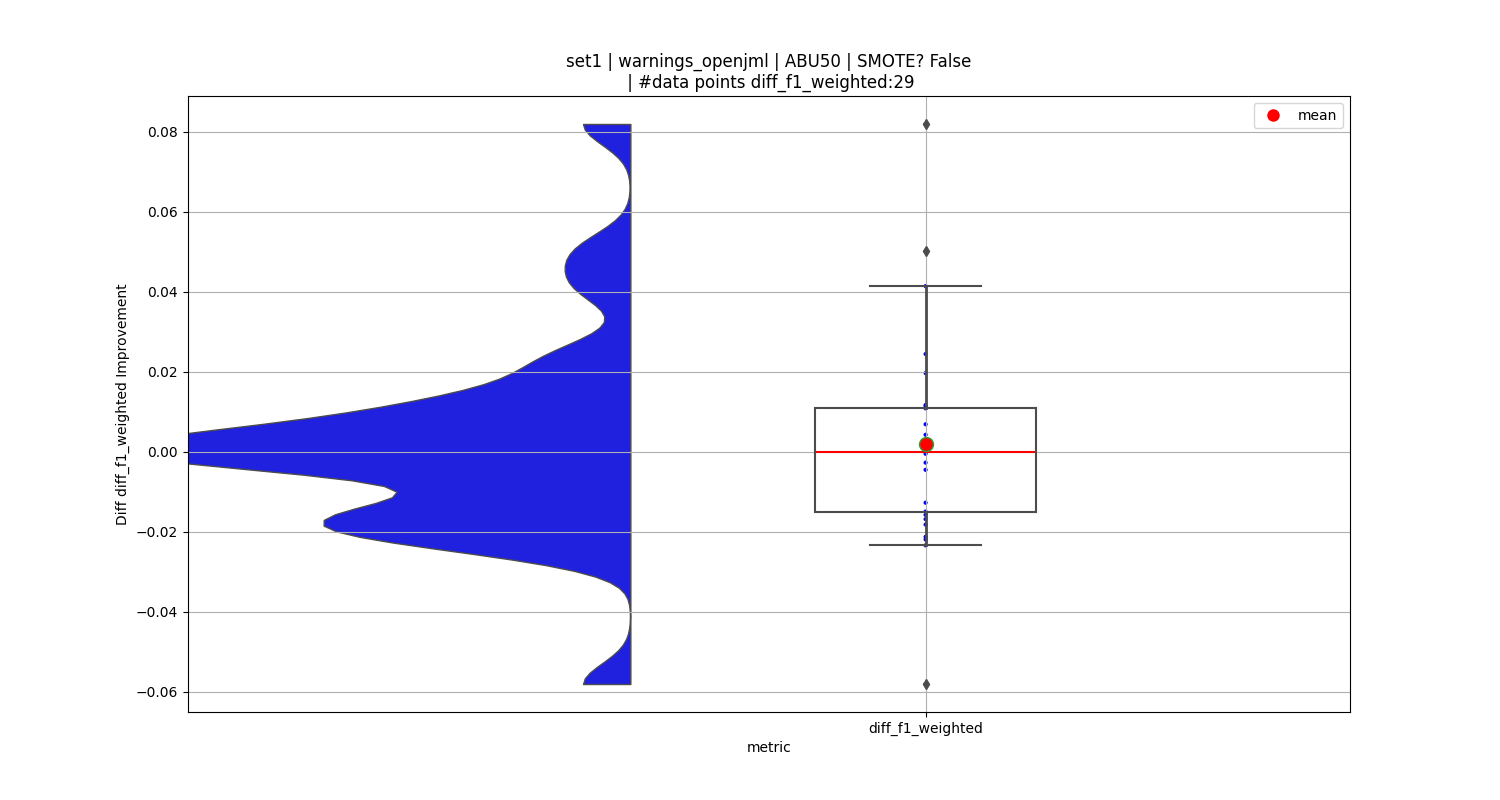 set1 | warnings_openjml | ABU50 | SMOTE? False
| #data points diff_f1_weighted:29
mean
0.08
0.06
0.04
0.02
0.00
−0.02
−0.04
−0.06
Diff diff_f1_weighted Improvement
diff_f1_weighted
metric